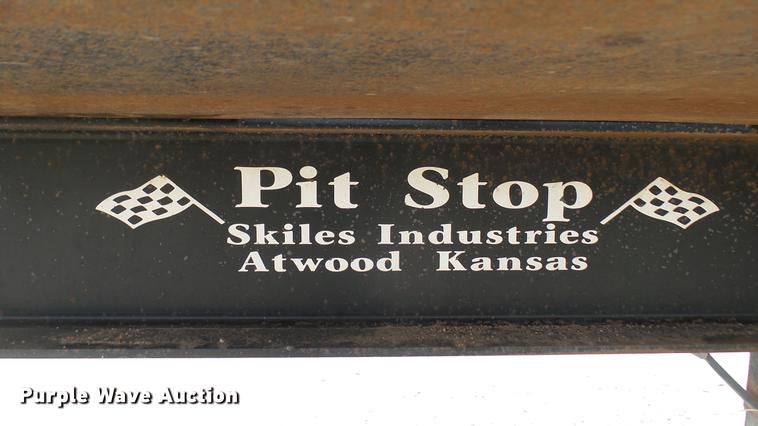 Pit Stop
Skiles Industries
Atwood Kansas
Purple Wave Auction